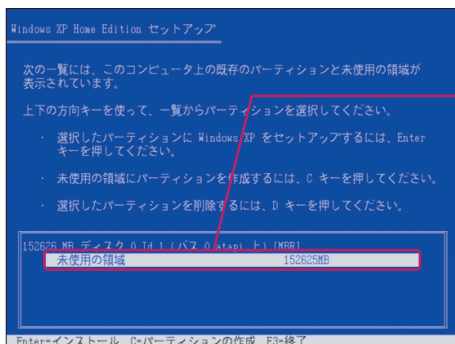 Windows XP Home Edition セットアップ
次の一覧には、このコンピュータ上の既存のパーティションと未使用の領域が
表示されています。
上下の方向キーを使って、一覧からパーティションを選択してください。
・ 選択したパーティションに Windows XP をセットアップするには、Enter
キーを押してください。
・ 未使用の領域にパーティションを作成するには、C キーを押してください。
・ 選択したパーティションを削除するには、D キーを押してください。
152626 MB ディスク 0 Id 1 (バス 0 atapi 上) [MBR]
未使用の領域 152625MB
Enter=インストール C=パーティションの作成 F3=終了